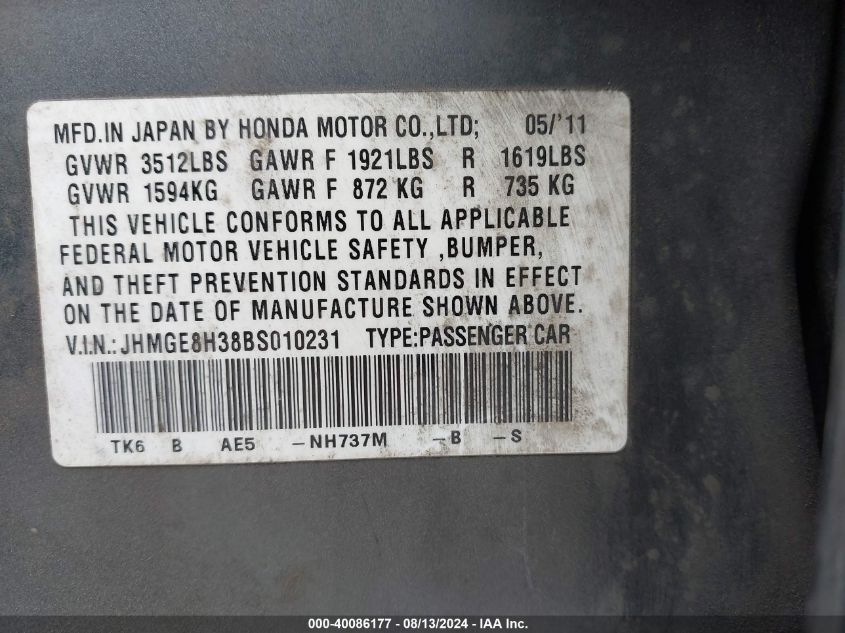 MFD.IN JAPAN BY HONDA MOTOR CO.,LTD; 05/'11
GVWR 3512LBS GAWR F 1921LBS R 1619LBS
GVWR 1594KG GAWR F 872 KG R 735 KG
THIS VEHICLE CONFORMS TO ALL APPLICABLE
FEDERAL MOTOR VEHICLE SAFETY ,BUMPER,
AND THEFT PREVENTION STANDARDS IN EFFECT
ON THE DATE OF MANUFACTURE SHOWN ABOVE.
V.I.N.: JHMGE8H38BS010231 TYPE:PASSENGER CAR
TK6 B AE5 -NH737M -B -S
000-40086177 - 08/13/2024 - IAA Inc.